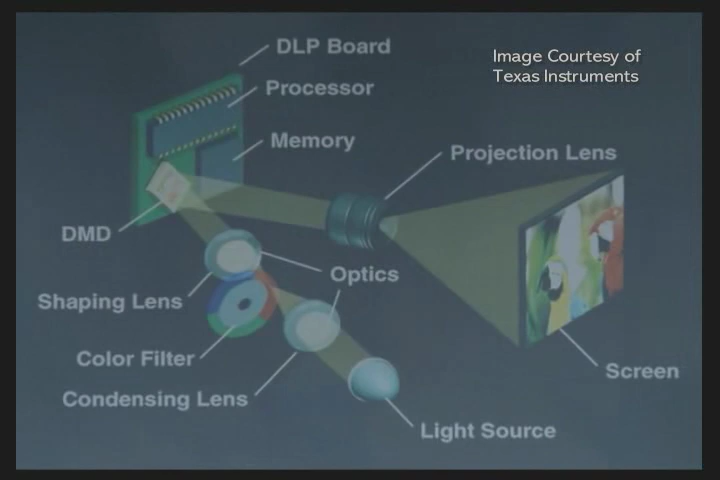 DLP Board
Image Courtesy of
Texas Instruments
Processor
Memory
Projection Lens
DMD
Optics
Shaping Lens
Color Filter
Screen
Condensing Lens
Light Source